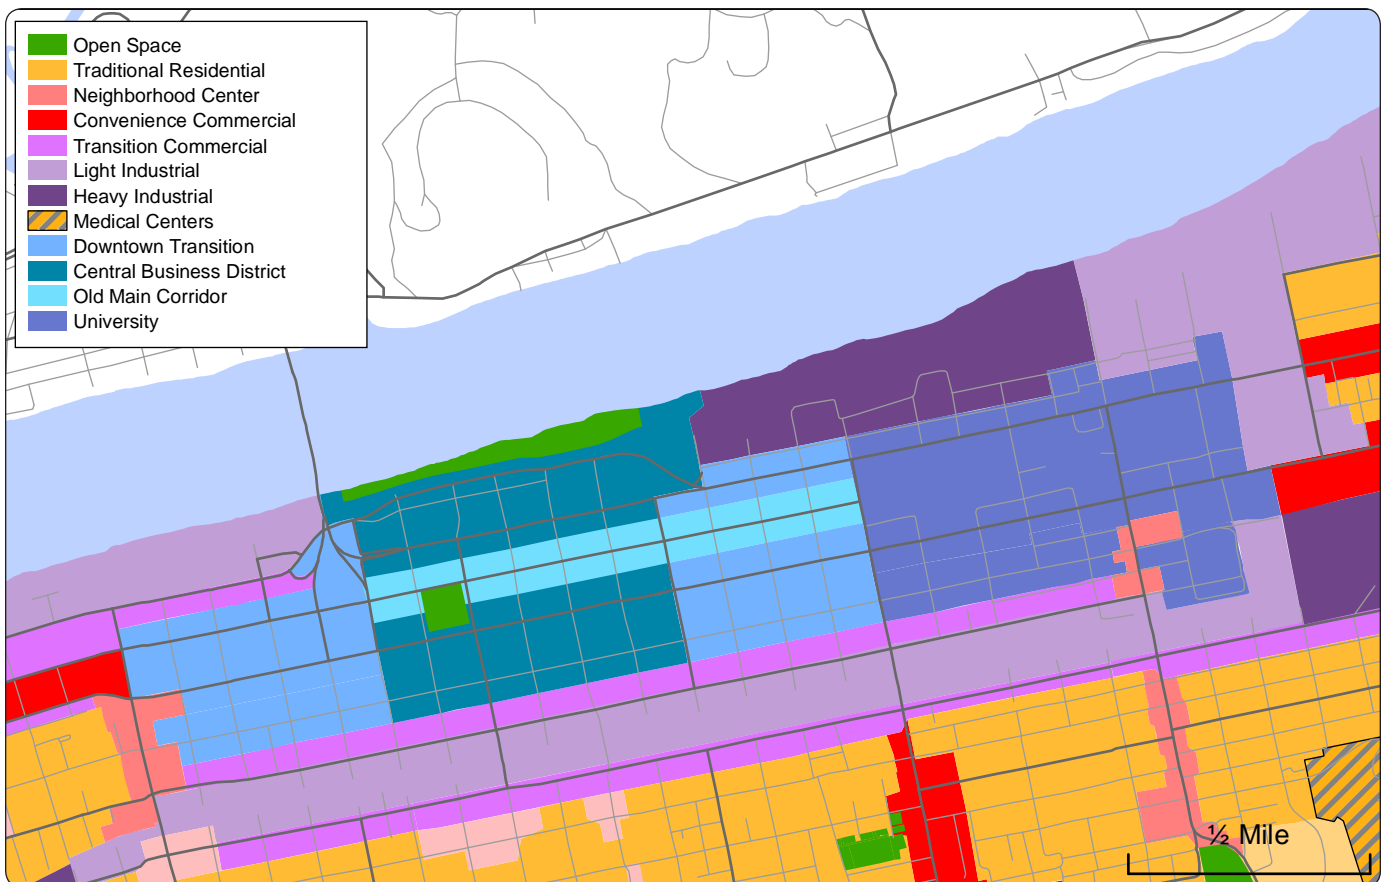 Open Space
Traditional Residential
Neighborhood Center
Convenience Commercial
Transition Commercial
Light Industrial
Heavy Industrial
Medical Centers
Downtown Transition
Central Business District
Old Main Corridor
University
½ Mile